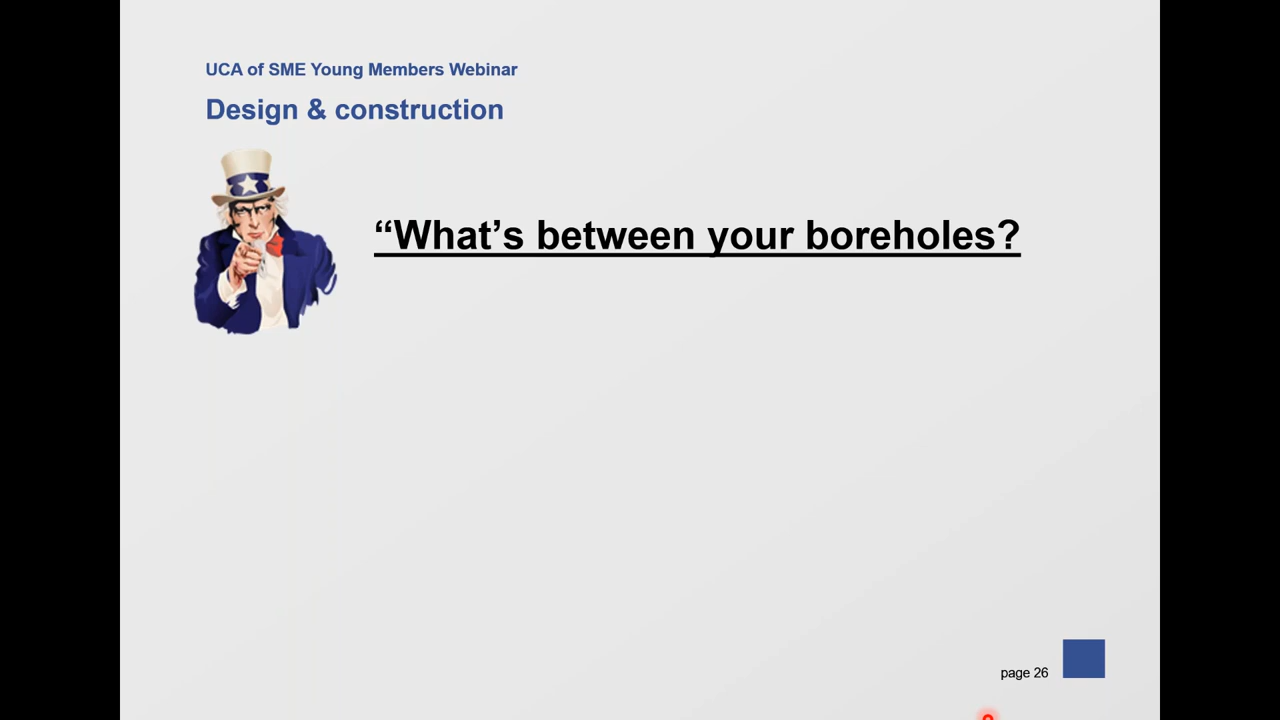 UCA of SME Young Members Webinar
Design & construction
“What’s between your boreholes?
page 26